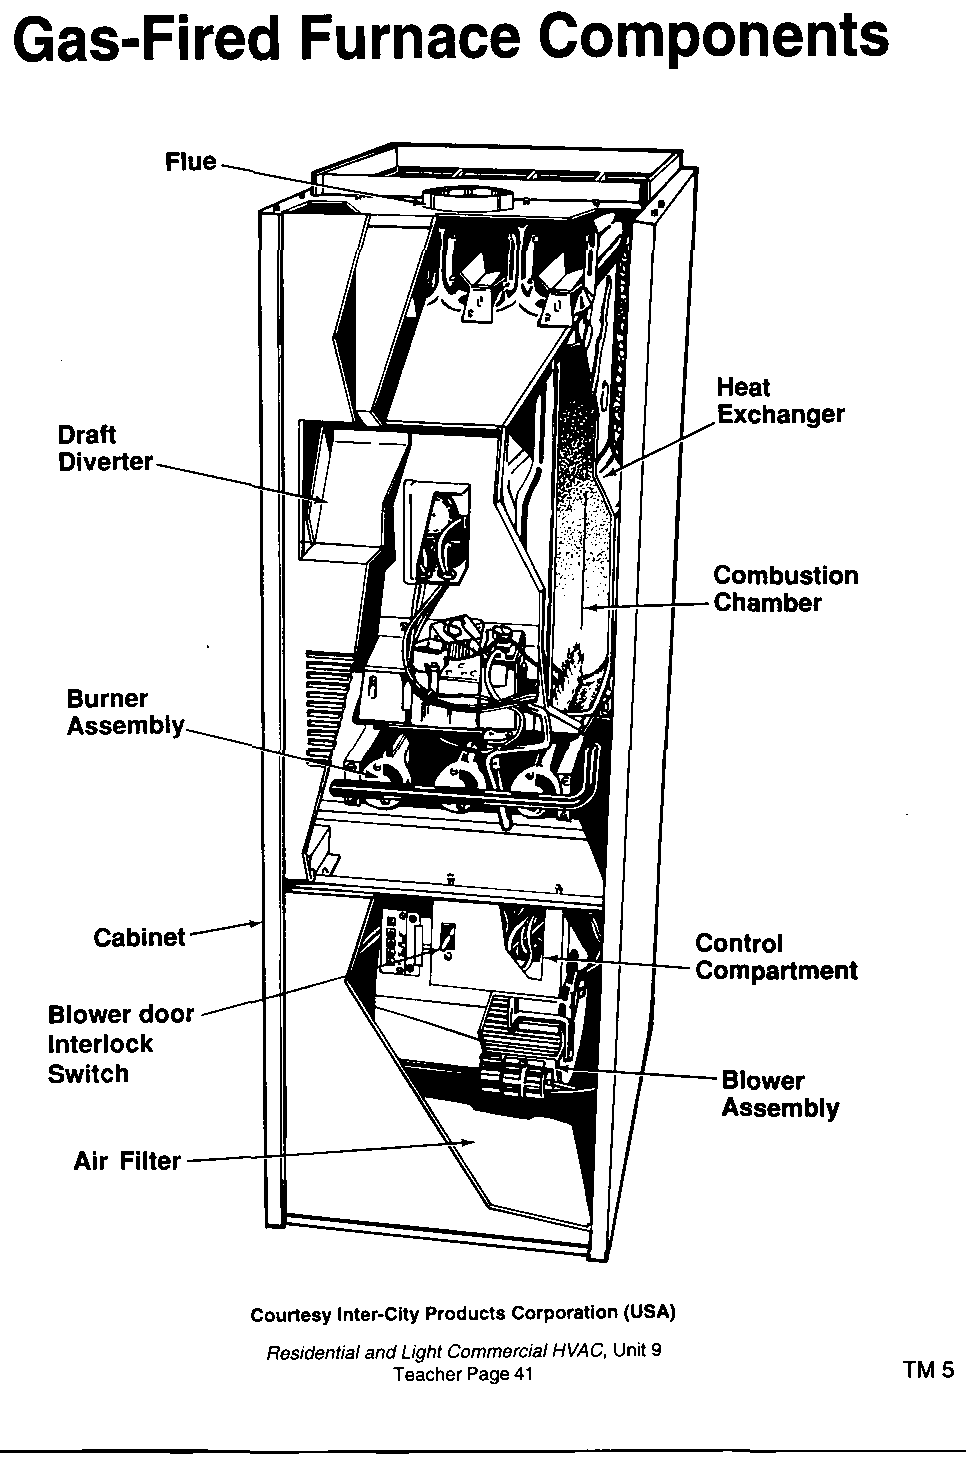 Gas-Fired Furnace Components
Flue
Heat
Exchanger
Draft
Diverter
Combustion
Chamber
Burner
Assembly
Cabinet
Control
Compartment
Blower door
Interlock
Switch
Blower
Assembly
Air Filter
Courtesy Inter-City Products Corporation (USA)
Residential and Light Commercial HVAC, Unit 9
Teacher Page 41
TM 5